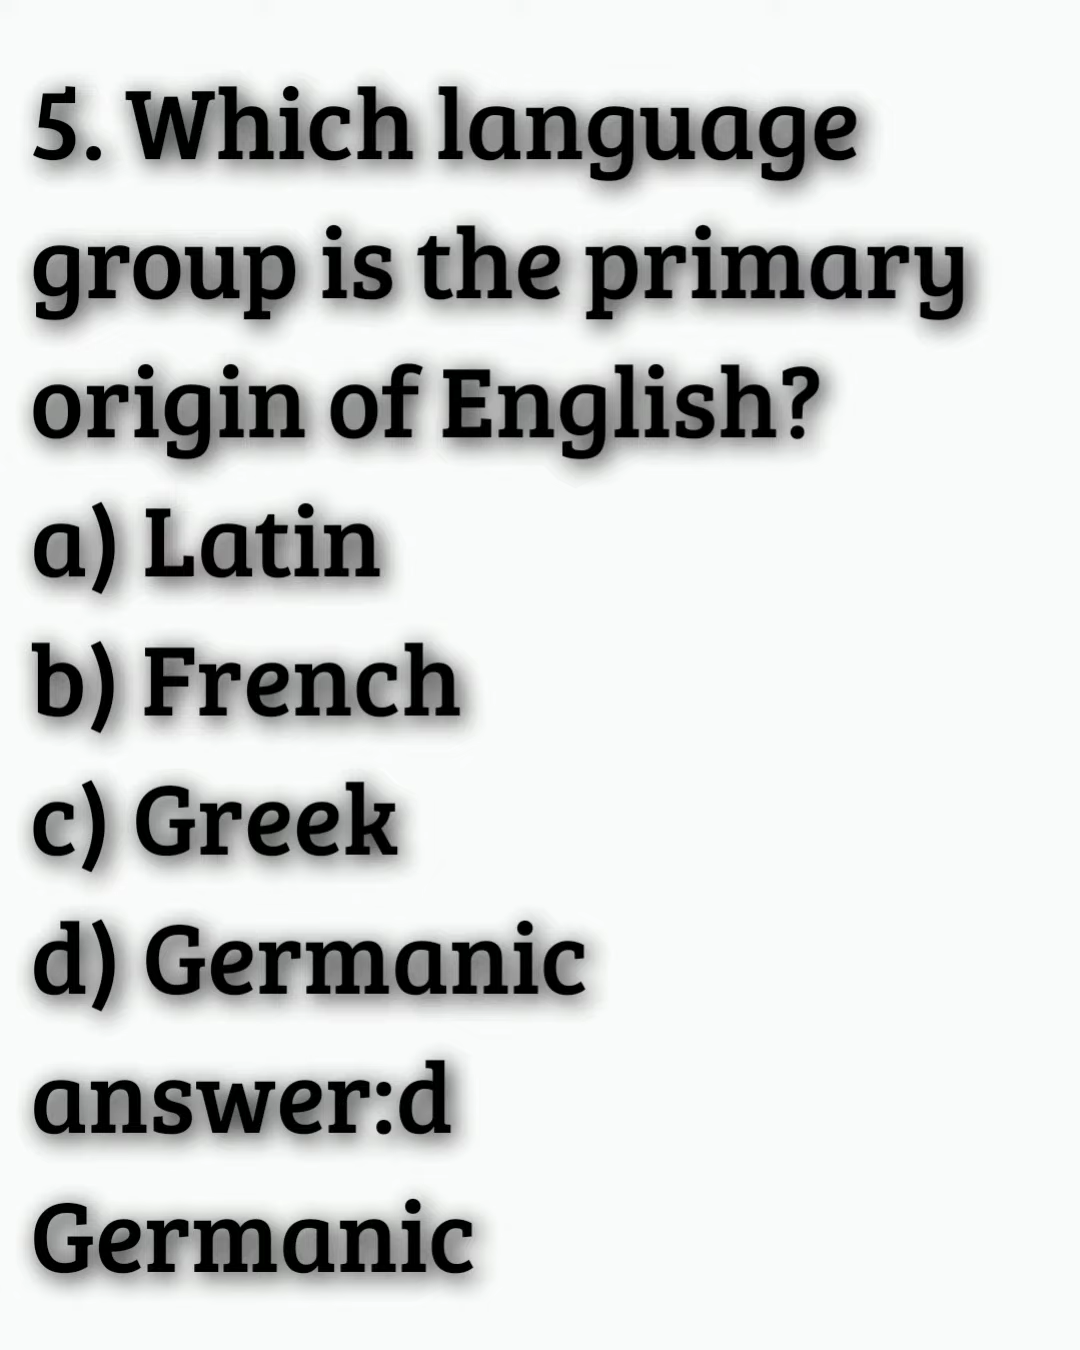 5. Which language
group is the primary
origin of English?
a) Latin
b) French
c) Greek
d) Germanic
answer:d
Germanic